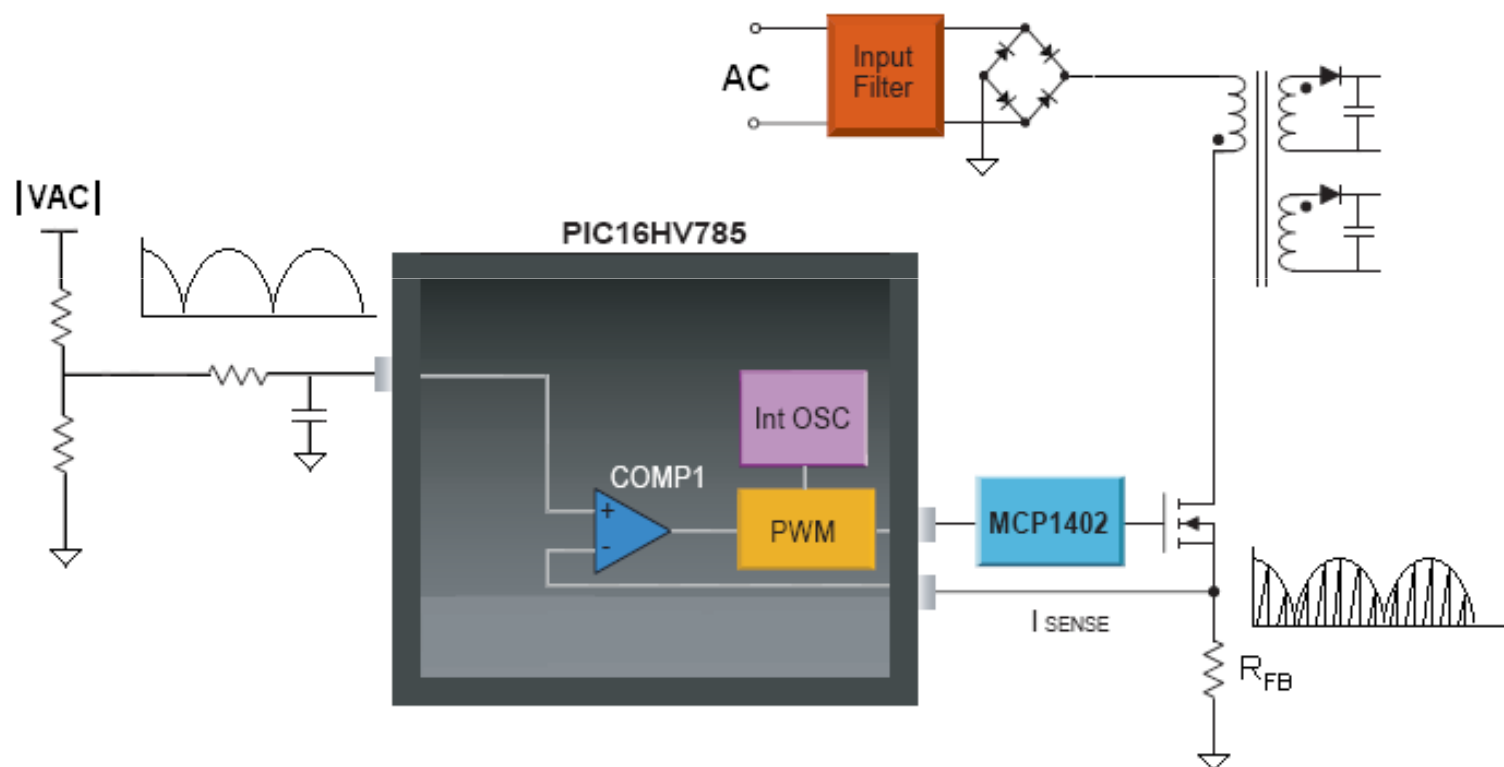 AC
Input
Filter
|VAC|
PIC16HV785
Int OSC
COMP1
+
-
PWM
MCP1402
I SENSE
RFB